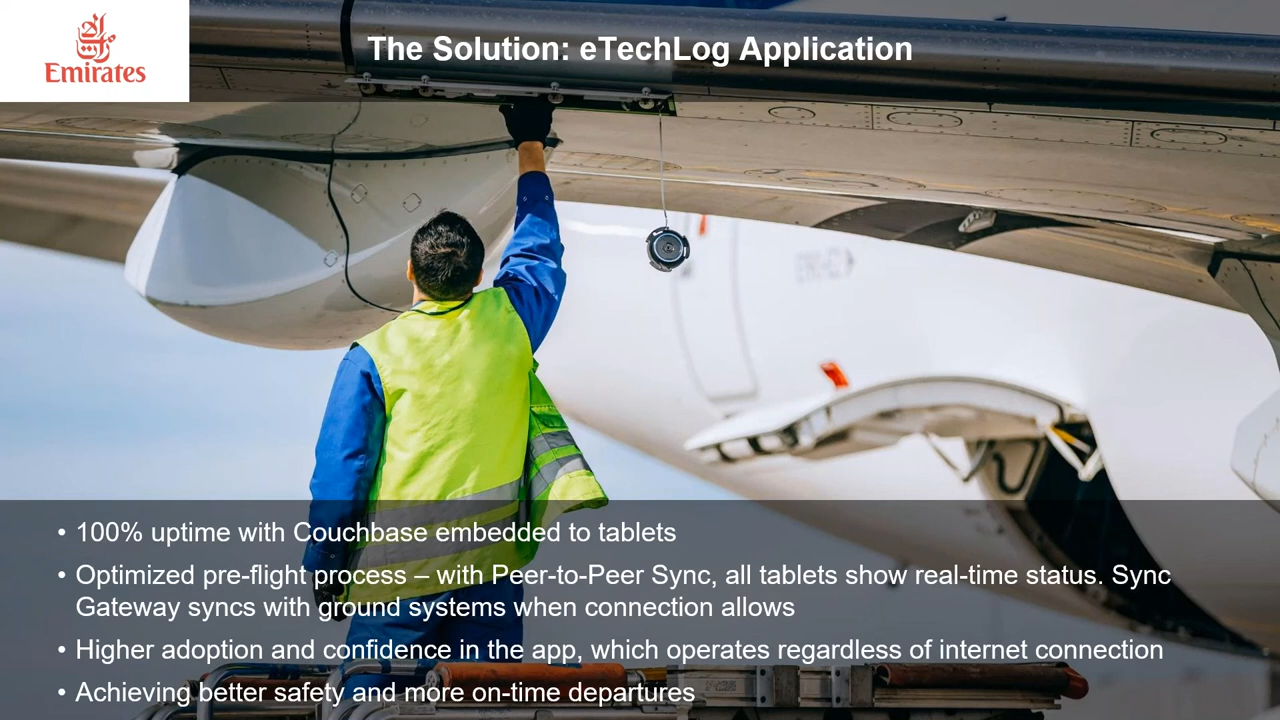 Emirates
The Solution: eTechLog Application
• 100% uptime with Couchbase embedded to tablets
• Optimized pre-flight process – with Peer-to-Peer Sync, all tablets show real-time status. Sync
Gateway syncs with ground systems when connection allows
• Higher adoption and confidence in the app, which operates regardless of internet connection
• Achieving better safety and more on-time departures